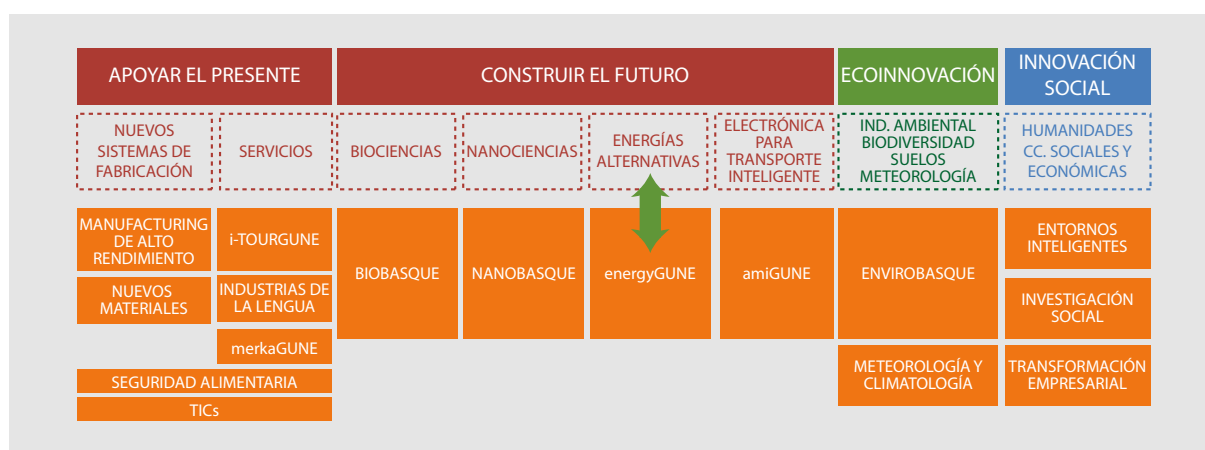 APOYAR EL PRESENTE
CONSTRUIR EL FUTURO
ECOINNOVACIÓN
INNOVACIÓN
SOCIAL
NUEVOS
SISTEMAS DE
FABRICACIÓN
SERVICIOS
BIOCIENCIAS
NANOCIENCIAS
ENERGÍAS
ALTERNATIVAS
ELECTRÓNICA
PARA
TRANSPORTE
INTELIGENTE
IND. AMBIENTAL
BIODIVERSIDAD
SUELOS
METEOROLOGÍA
HUMANIDADES
CC. SOCIALES Y
ECONÓMICAS
MANUFACTURING
DE ALTO
RENDIMIENTO
i-TOURGUNE
BIOBASQUE
NANOBASQUE
energyGUNE
amiGUNE
ENVIROBASQUE
ENTORNOS
INTELIGENTES
NUEVOS
MATERIALES
INDUSTRIAS DE
LA LENGUA
INVESTIGACIÓN
SOCIAL
merkaGUNE
METEOROLOGÍA Y
CLIMATOLOGÍA
TRANSFORMACIÓN
EMPRESARIAL
SEGURIDAD ALIMENTARIA
TICs